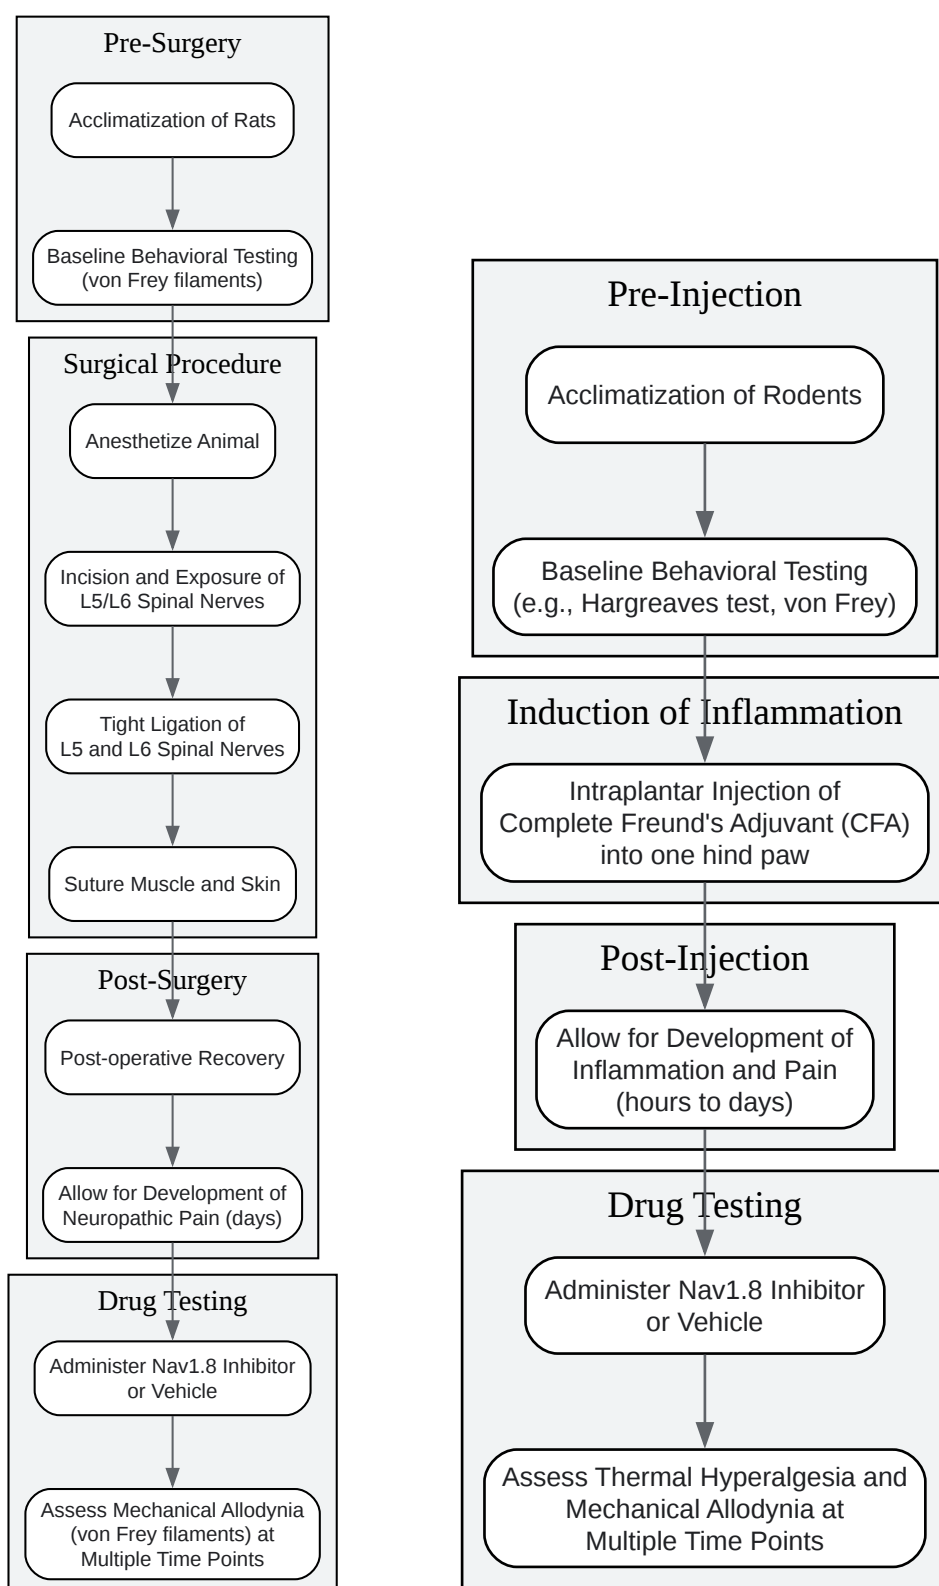 Pre-Surgery
Acclimatization of Rats
Baseline Behavioral Testing
(von Frey filaments)
Surgical Procedure
Anesthetize Animal
Incision and Exposure of
L5/L6 Spinal Nerves
Tight Ligation of
L5 and L6 Spinal Nerves
Suture Muscle and Skin
Post-Surgery
Post-operative Recovery
Allow for Development of
Neuropathic Pain (days)
Drug Testing
Administer Nav1.8 Inhibitor
or Vehicle
Assess Mechanical Allodynia
(von Frey filaments) at
Multiple Time Points
Pre-Injection
Acclimatization of Rodents
Baseline Behavioral Testing
(e.g., Hargreaves test, von Frey)
Induction of Inflammation
Intraplantar Injection of
Complete Freund's Adjuvant (CFA)
into one hind paw
Post-Injection
Allow for Development of
Inflammation and Pain
(hours to days)
Drug Testing
Administer Nav1.8 Inhibitor
or Vehicle
Assess Thermal Hyperalgesia and
Mechanical Allodynia at
Multiple Time Points